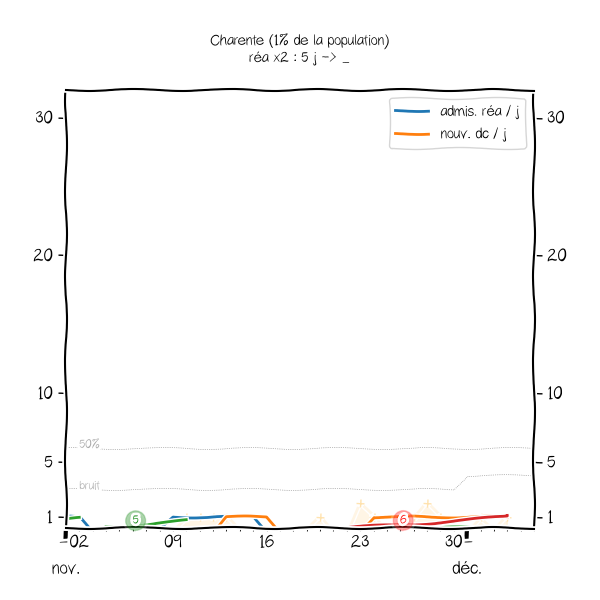 Charente (1% de la population)
réa x2 : 5 j -> _
admis. réa / j
nouv. dc / j
30
30
20
20
10
10
50%
5
5
bruit
1
5
6
1
02
09
16
23
30
nov.
déc.